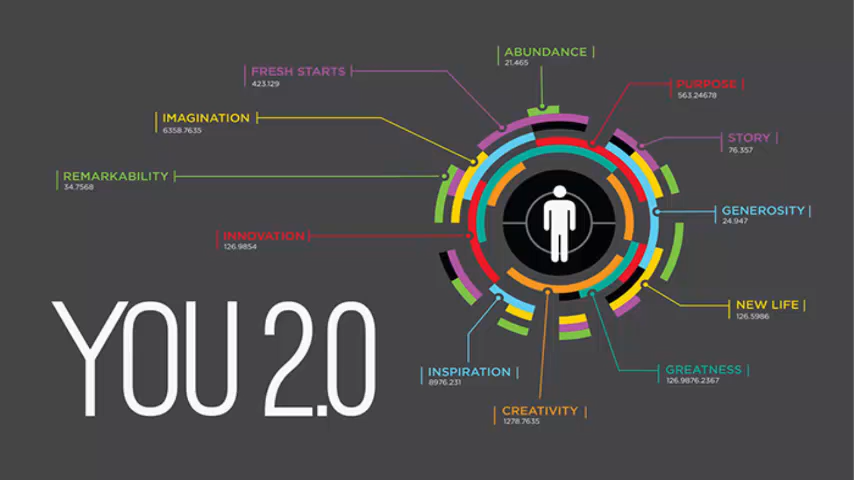 ABUNDANCE
21.465
FRESH STARTS
423.129
PURPOSE
563.24678
IMAGINATION
6358.7635
STORY
76.357
REMARKABILITY
34.7568
GENEROSITY
24.947
INNOVATION
126.9854
NEW LIFE
126.5986
YOU 2.0
INSPIRATION
8976.231
GREATNESS
126.9876.2367
CREATIVITY
1278.7635